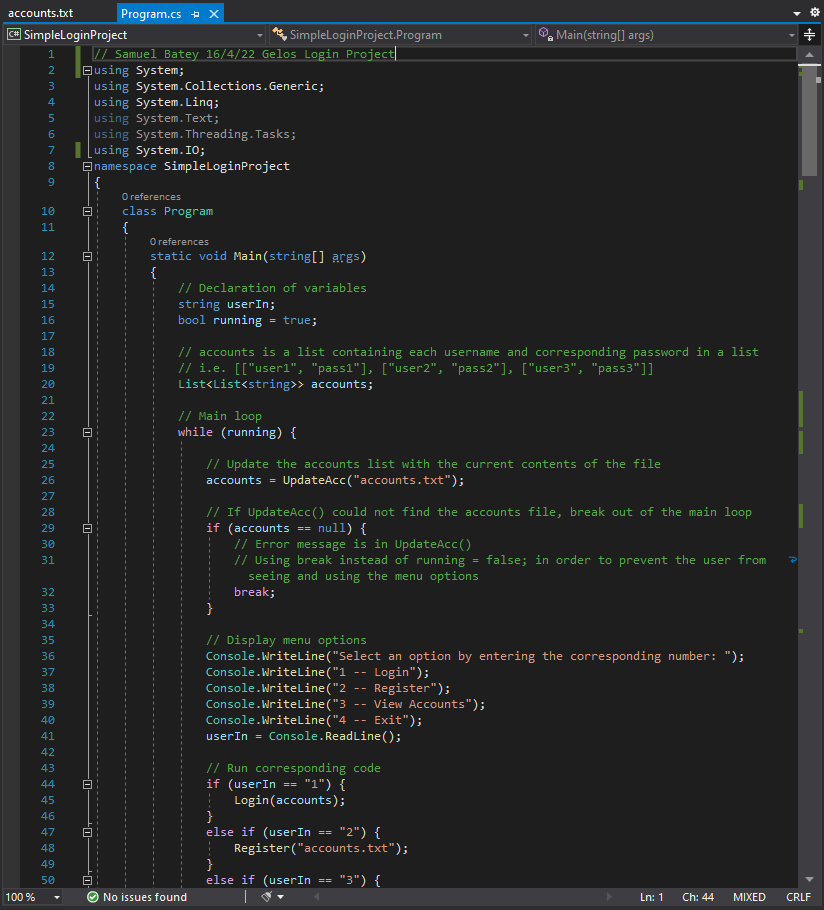 accounts.txt Program.cs
C# SimpleLoginProject SimpleLoginProject.Program Main(string[] args)
1 // Samuel Batey 16/4/22 Gelos Login Project
2 using System;
3 using System.Collections.Generic;
4 using System.Linq;
5 using System.Text;
6 using System.Threading.Tasks;
7 using System.IO;
8 namespace SimpleLoginProject
9 {
0 references
10 class Program
11 {
0 references
12 static void Main(string[] args)
13 {
14 // Declaration of variables
15 string userIn;
16 bool running = true;
17
18 // accounts is a list containing each username and corresponding password in a list
19 // i.e. [["user1", "pass1"], ["user2", "pass2"], ["user3", "pass3"]]
20 List<List<string>> accounts;
21
22 // Main loop
23 while (running) {
24
25 // Update the accounts list with the current contents of the file
26 accounts = UpdateAcc("accounts.txt");
27
28 // If UpdateAcc() could not find the accounts file, break out of the main loop
29 if (accounts == null) {
30 // Error message is in UpdateAcc()
31 // Using break instead of running = false; in order to prevent the user from
seeing and using the menu options
32 break;
33 }
34
35 // Display menu options
36 Console.WriteLine("Select an option by entering the corresponding number: ");
37 Console.WriteLine("1 -- Login");
38 Console.WriteLine("2 -- Register");
39 Console.WriteLine("3 -- View Accounts");
40 Console.WriteLine("4 -- Exit");
41 userIn = Console.ReadLine();
42
43 // Run corresponding code
44 if (userIn == "1") {
45 Login(accounts);
46 }
47 else if (userIn == "2") {
48 Register("accounts.txt");
49 }
50 else if (userIn == "3") {
100 % No issues found Ln: 1 Ch: 44 MIXED CRLF